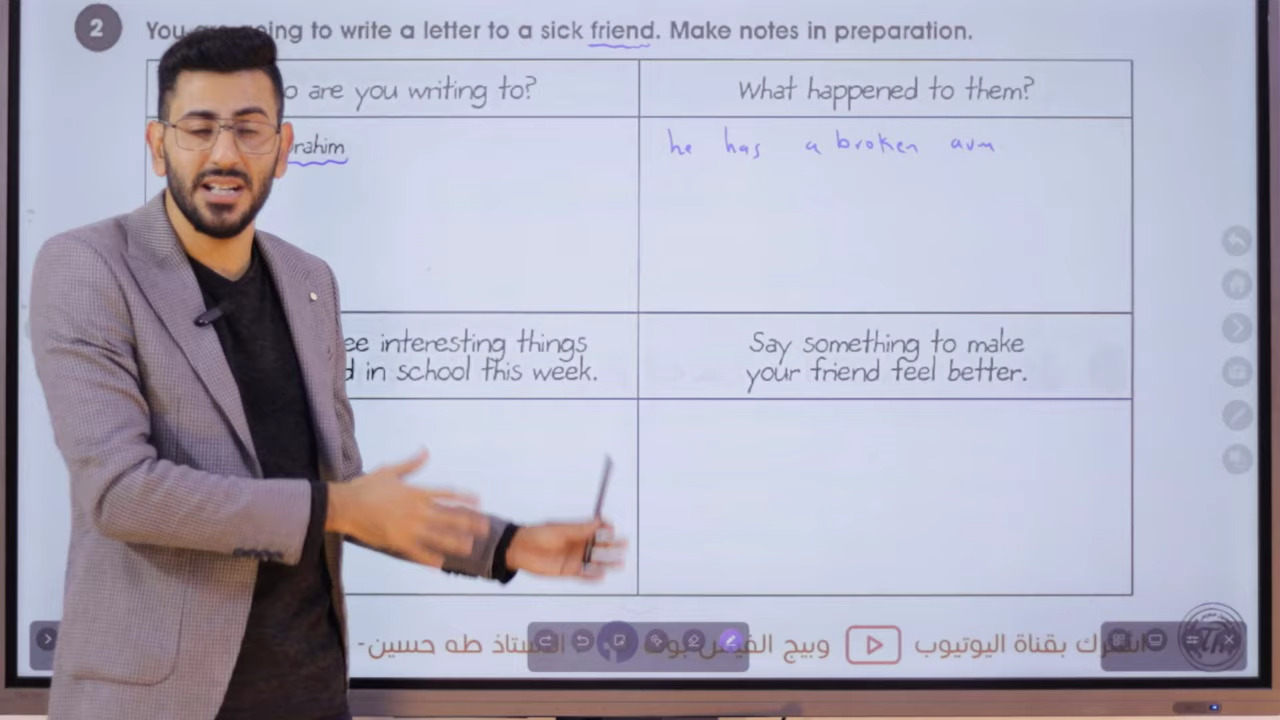 2 You are going to write a letter to a sick friend. Make notes in preparation.
are you writing to?
What happened to them?
rahim
he has a broken arm
ee interesting things
in school this week.
Say something to make
your friend feel better.
اشترك بقناة اليوتيوب
وبيج الفيس بوك
الاستاذ طه حسين-